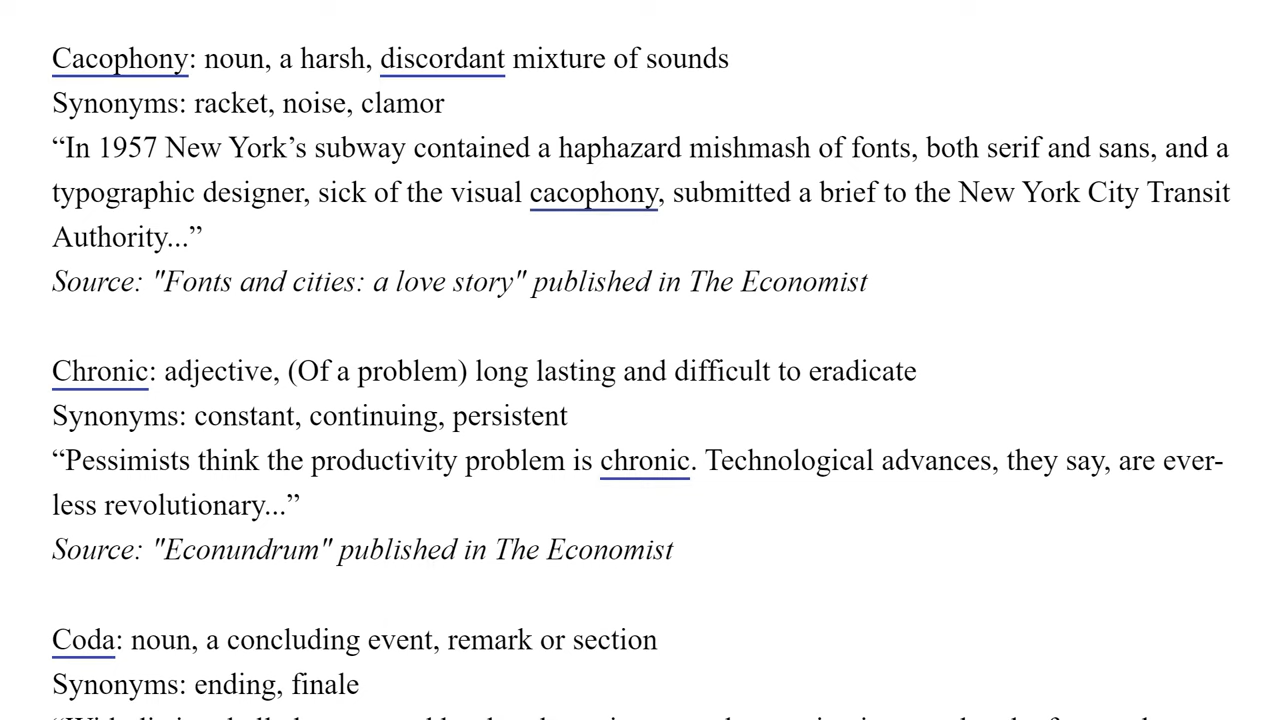 Cacophony: noun, a harsh, discordant mixture of sounds
Synonyms: racket, noise, clamor
“In 1957 New York’s subway contained a haphazard mishmash of fonts, both serif and sans, and a
typographic designer, sick of the visual cacophony, submitted a brief to the New York City Transit
Authority...”
Source: "Fonts and cities: a love story" published in The Economist
Chronic: adjective, (Of a problem) long lasting and difficult to eradicate
Synonyms: constant, continuing, persistent
“Pessimists think the productivity problem is chronic. Technological advances, they say, are ever-
less revolutionary...”
Source: "Econundrum" published in The Economist
Coda: noun, a concluding event, remark or section
Synonyms: ending, finale